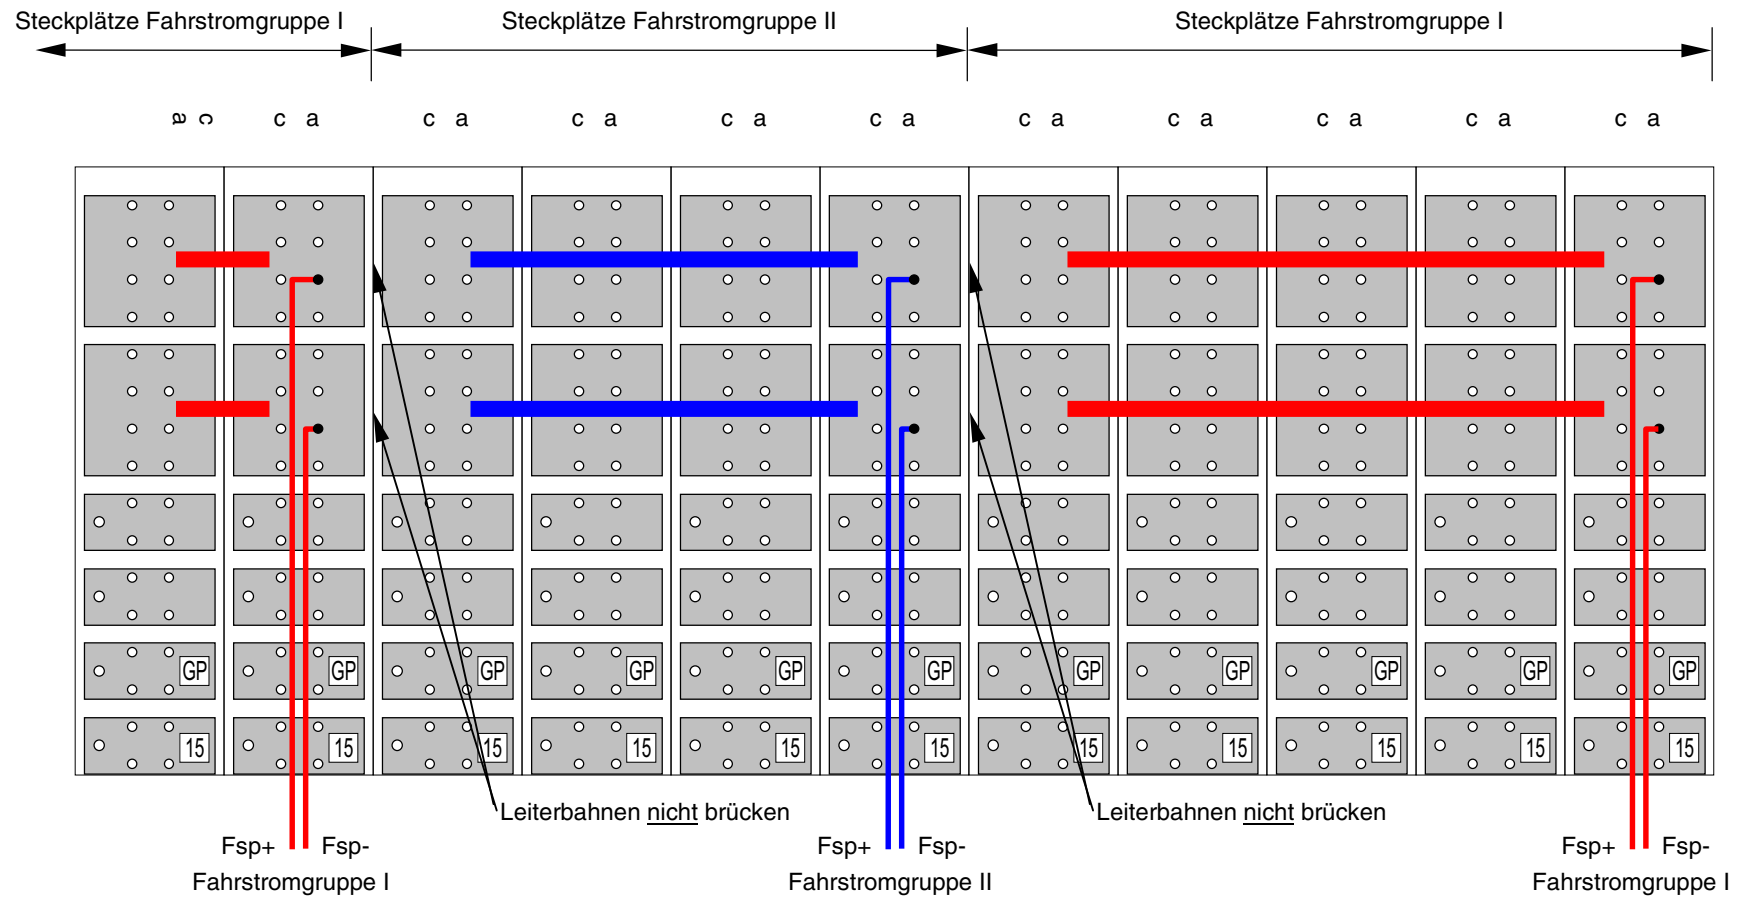 Steckplätze Fahrstromgruppe I Steckplätze Fahrstromgruppe II Steckplätze Fahrstromgruppe I
a c c a c a c a c a c a c a c a c a c a c a
GP GP GP GP GP GP GP GP GP GP GP
15 15 15 15 15 15 15 15 15 15 15
Leiterbahnen nicht brücken Leiterbahnen nicht brücken
Fsp+ Fsp- Fsp+ Fsp- Fsp+ Fsp-
Fahrstromgruppe I Fahrstromgruppe II Fahrstromgruppe I